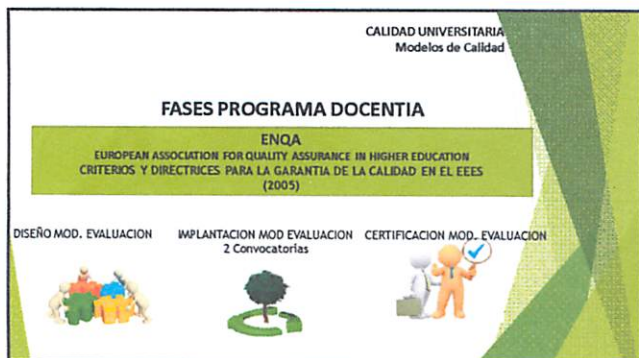 CALIDAD UNIVERSITARIA
Modelos de Calidad
FASES PROGRAMA DOCENTIA
ENQA
EUROPEAN ASSOCIATION FOR QUALITY ASSURANCE IN HIGHER EDUCATION
CRITERIOS Y DIRECTRICES PARA LA GARANTIA DE LA CALIDAD EN EL EEES
(2005)
DISEÑO MOD. EVALUACION
IMPLANTACION MOD EVALUACION
2 Convocatorias
CERTIFICACION MOD. EVALUACION